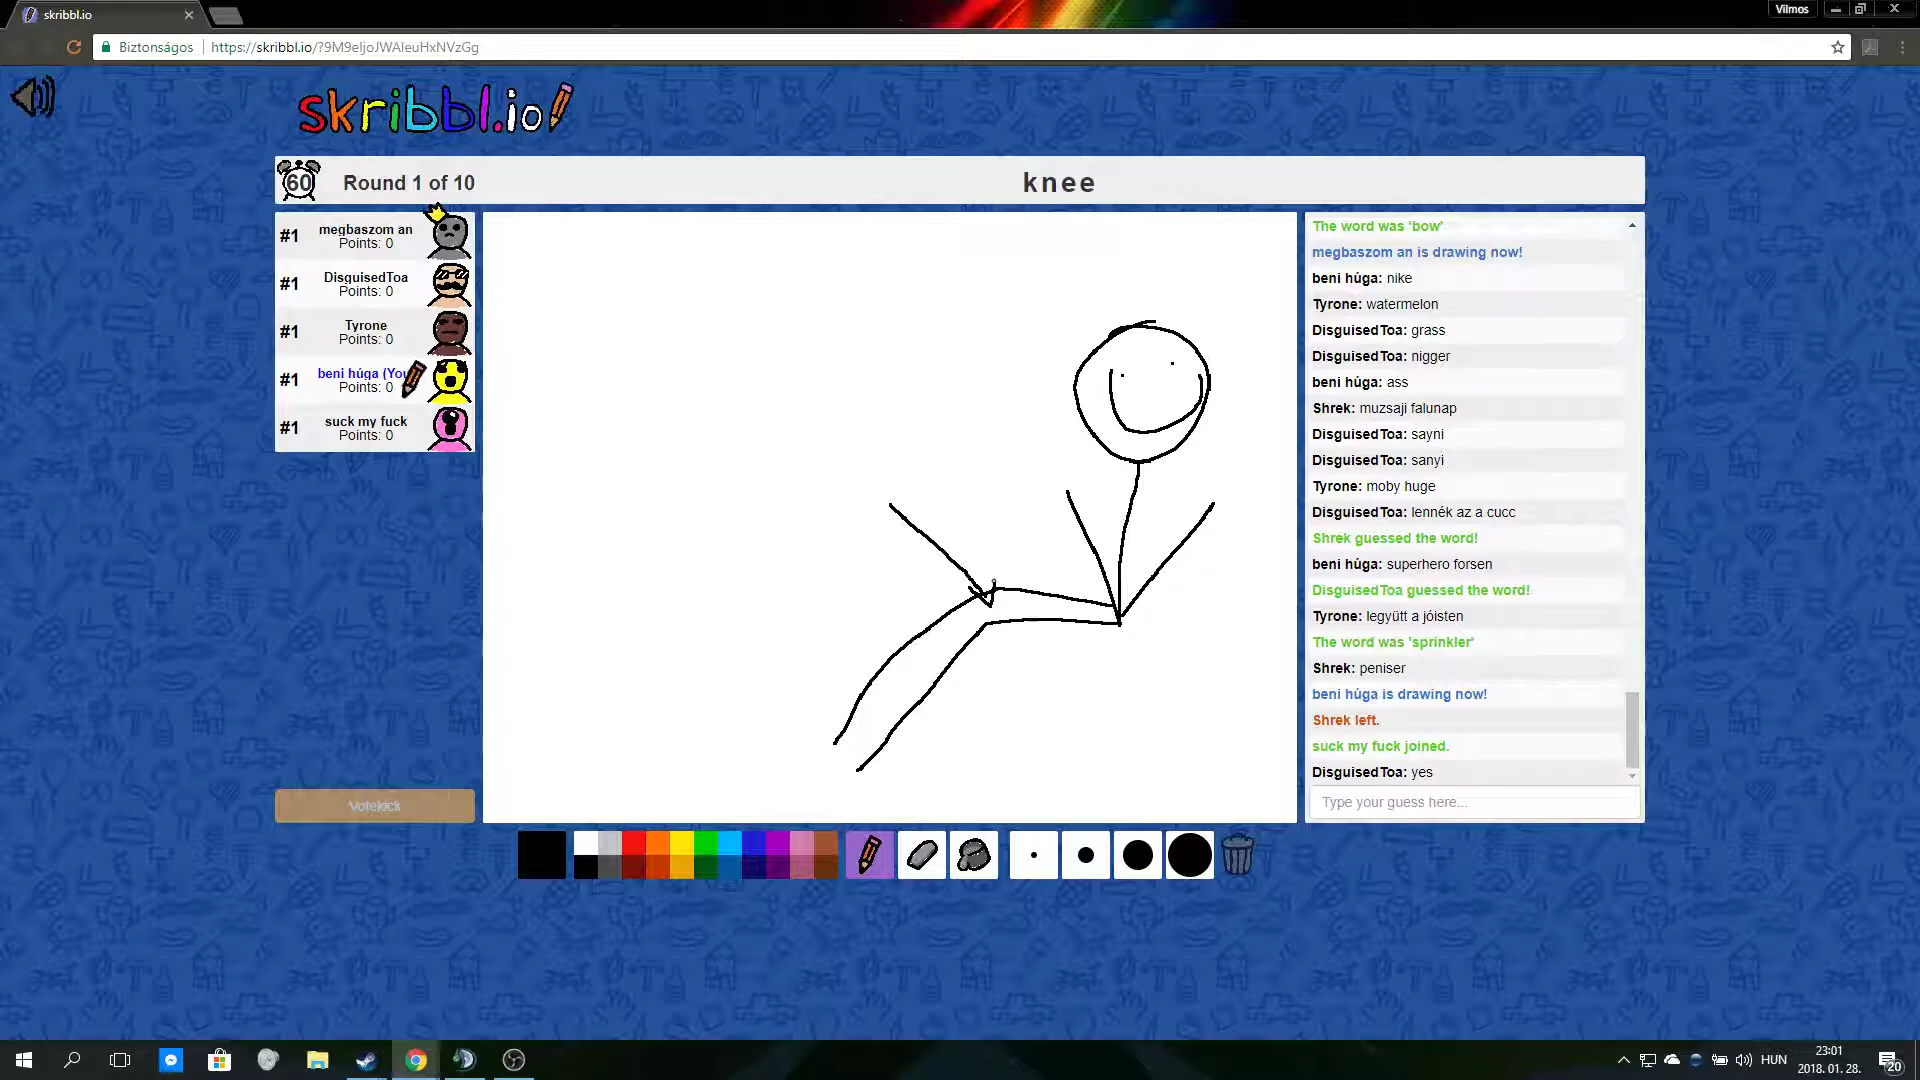 skribbl.io
Vilmos
Biztonságos
https://skribbl.io/?9M9eljoJWAleuHxNVzGg
skribbl.io
60
Round 1 of 10
knee
#1
megbaszom an
Points: 0
#1
DisguisedToa
Points: 0
#1
Tyrone
Points: 0
#1
beni húga (You
Points: 0
#1
suck my fuck
Points: 0
Votekick
The word was 'bow'
megbaszom an is drawing now!
beni húga: nike
Tyrone: watermelon
DisguisedToa: grass
DisguisedToa: nigger
beni húga: ass
Shrek: muzsaji falunap
DisguisedToa: sayni
DisguisedToa: sanyi
Tyrone: moby huge
DisguisedToa: lennék az a cucc
Shrek guessed the word!
beni húga: superhero forsen
DisguisedToa guessed the word!
Tyrone: legyütt a jóisten
The word was 'sprinkler'
Shrek: peniser
beni húga is drawing now!
Shrek left.
suck my fuck joined.
DisguisedToa: yes
Type your guess here...
HUN
23:01
2018. 01. 28.
20